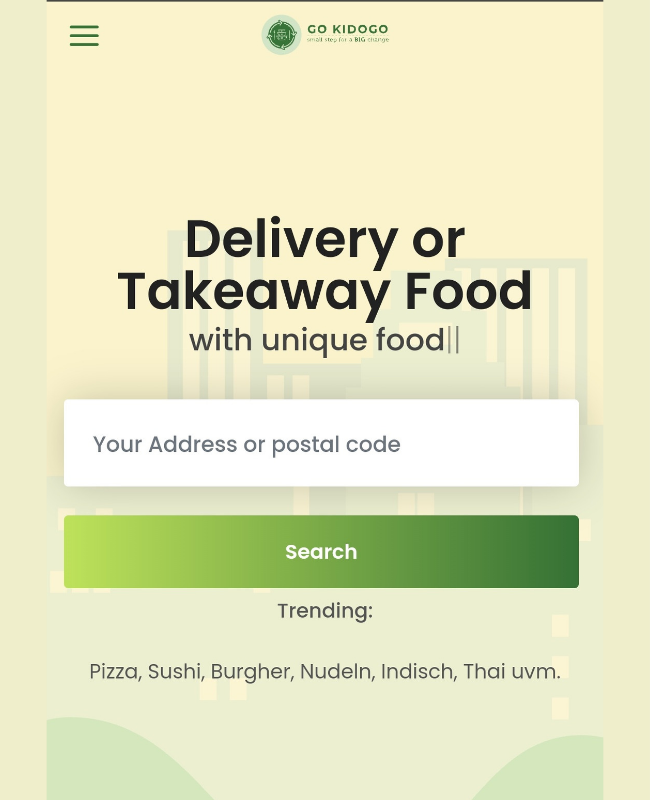 GO KIDOGO
small step for a BIG change
Delivery or
Takeaway Food
with unique food||
Your Address or postal code
Search
Trending:
Pizza, Sushi, Burgher, Nudeln, Indisch, Thai uvm.